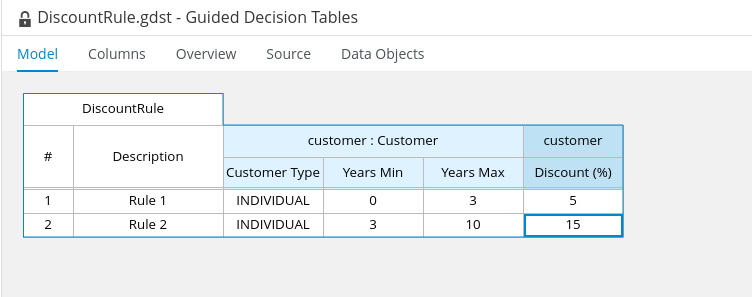 DiscountRule.gdst - Guided Decision Tables
Model Columns Overview Source Data Objects
DiscountRule
# Description customer : Customer customer
Customer Type Years Min Years Max Discount (%)
1 Rule 1 INDIVIDUAL 0 3 5
2 Rule 2 INDIVIDUAL 3 10 15